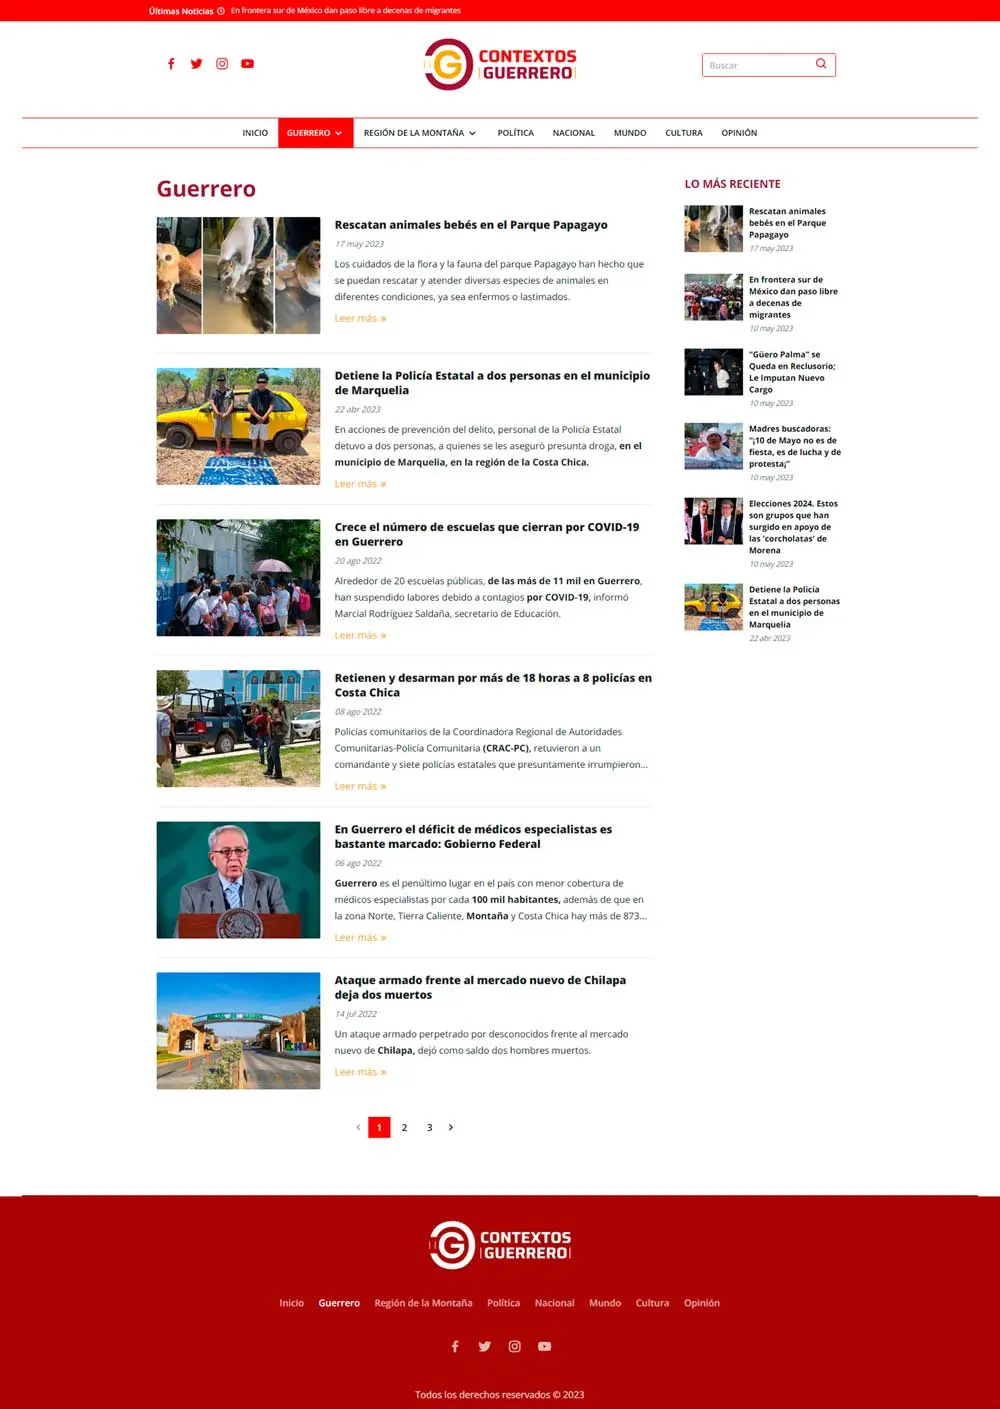 Últimas Noticias En frontera sur de México dan paso libre a decenas de migrantes
CONTEXTOS
GUERRERO
Buscar
INICIO GUERRERO REGIÓN DE LA MONTAÑA POLÍTICA NACIONAL MUNDO CULTURA OPINIÓN
Guerrero
Rescatan animales bebés en el Parque Papagayo
17 may 2023
Los cuidados de la flora y la fauna del parque Papagayo han hecho que
se puedan rescatar y atender diversas especies de animales en
diferentes condiciones, ya sea enfermos o lastimados.
Leer más »
Detiene la Policía Estatal a dos personas en el municipio
de Marquelia
22 abr 2023
En acciones de prevención del delito, personal de la Policía Estatal
detuvo a dos personas, a quienes se les aseguró presunta droga, en el
municipio de Marquelia, en la región de la Costa Chica.
Leer más »
Crece el número de escuelas que cierran por COVID-19
en Guerrero
20 ago 2022
Alrededor de 20 escuelas públicas, de las más de 11 mil en Guerrero,
han suspendido labores debido a contagios por COVID-19, informó
Marcial Rodríguez Saldaña, secretario de Educación.
Leer más »
Retienen y desarman por más de 18 horas a 8 policías en
Costa Chica
08 ago 2022
Policías comunitarios de la Coordinadora Regional de Autoridades
Comunitarias-Policía Comunitaria (CRAC-PC), retuvieron a un
comandante y siete policías estatales que presuntamente irrumpieron...
Leer más »
En Guerrero el déficit de médicos especialistas es
bastante marcado: Gobierno Federal
06 ago 2022
Guerrero es el penúltimo lugar en el país con menor cobertura de
médicos especialistas por cada 100 mil habitantes, además de que en
la zona Norte, Tierra Caliente, Montaña y Costa Chica hay más de 873...
Leer más »
Ataque armado frente al mercado nuevo de Chilapa
deja dos muertos
14 jul 2022
Un ataque armado perpetrado por desconocidos frente al mercado
nuevo de Chilapa, dejó como saldo dos hombres muertos.
Leer más »
‹ 1 2 3 ›
LO MÁS RECIENTE
Rescatan animales
bebés en el Parque
Papagayo
17 may 2023
En frontera sur de
México dan paso libre
a decenas de
migrantes
10 may 2023
"Güero Palma" se
Queda en Reclusorio;
Le Imputan Nuevo
Cargo
10 may 2023
Madres buscadoras:
"¡10 de Mayo no es de
fiesta, es de lucha y de
protesta¡"
10 may 2023
Elecciones 2024. Estos
son grupos que han
surgido en apoyo de
las 'corcholatas' de
Morena
10 may 2023
Detiene la Policía
Estatal a dos personas
en el municipio de
Marquelia
22 abr 2023
CONTEXTOS
GUERRERO
Inicio Guerrero Región de la Montaña Política Nacional Mundo Cultura Opinión
Todos los derechos reservados © 2023